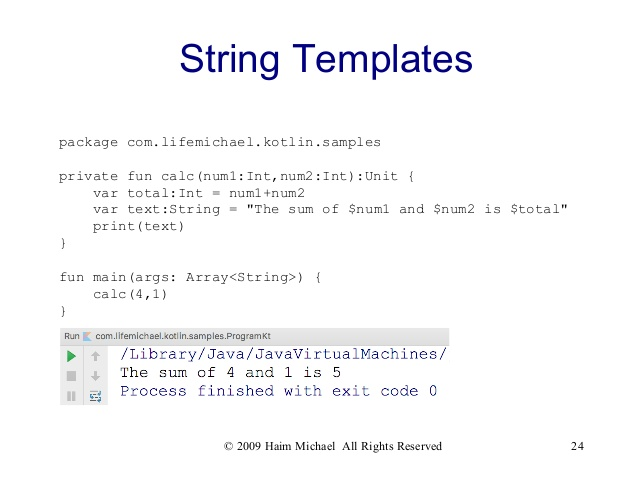 String Templates
package com.lifemichael.kotlin.samples
private fun calc(num1:Int,num2:Int):Unit {
    var total:Int = num1+num2
    var text:String = "The sum of $num1 and $num2 is $total"
    print(text)
}
fun main(args: Array<String>) {
    calc(4,1)
}
Run com.lifemichael.kotlin.samples.ProgramKt
/Library/Java/JavaVirtualMachines/
The sum of 4 and 1 is 5
Process finished with exit code 0
© 2009 Haim Michael All Rights Reserved 24